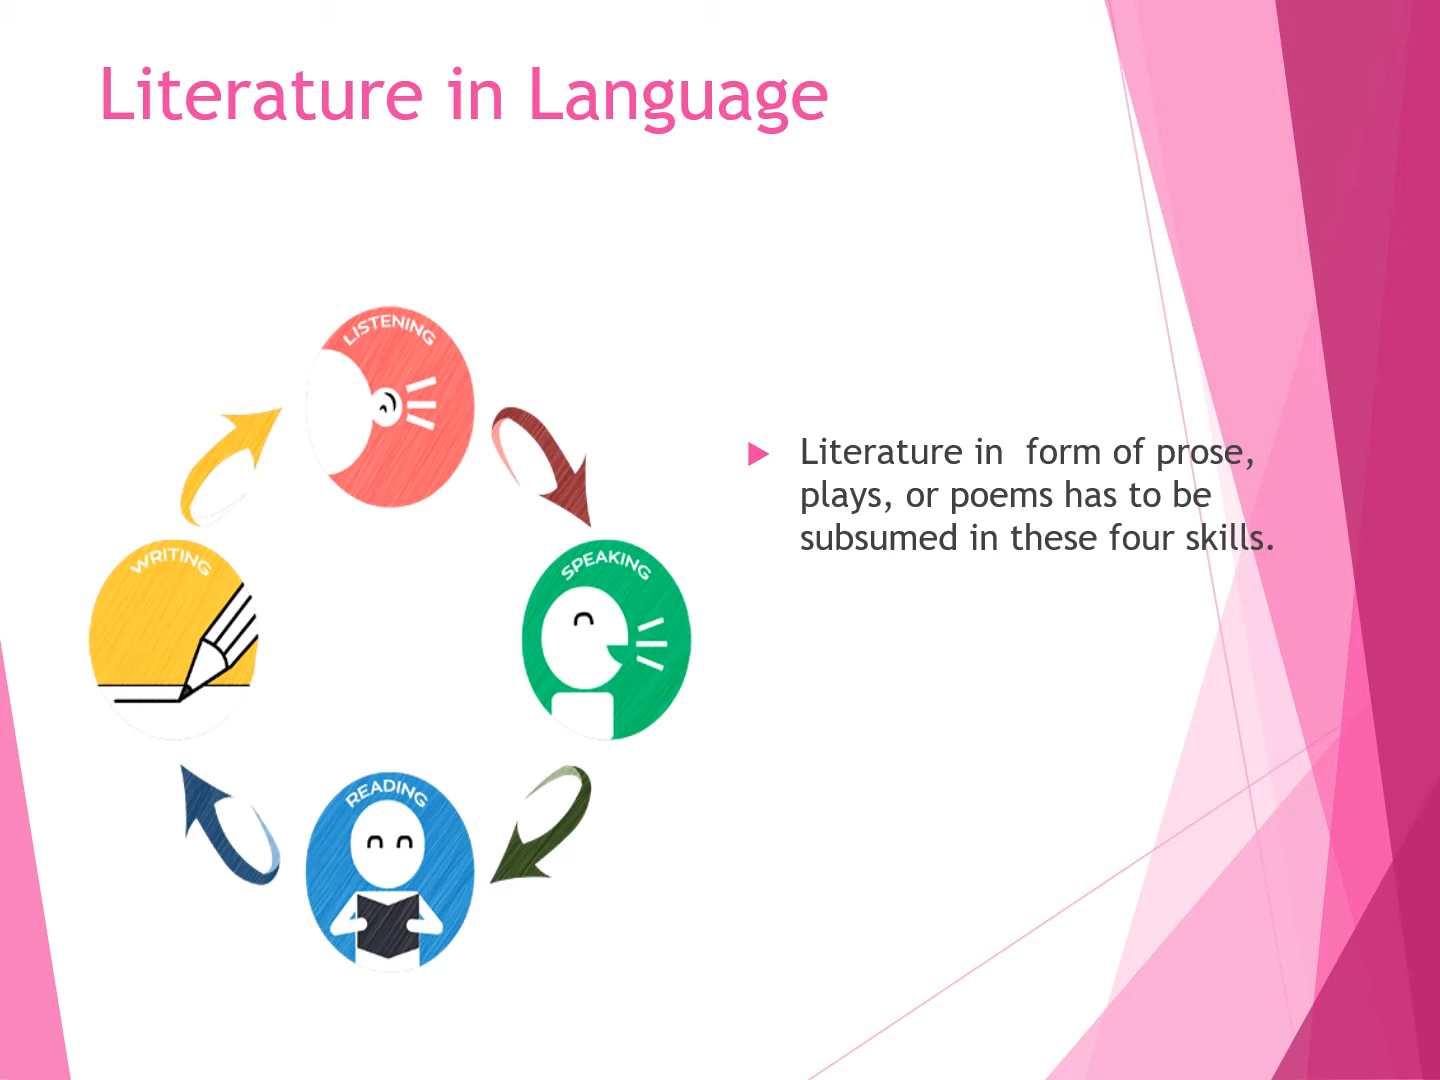 Literature in Language
LISTENING
WRITING
SPEAKING
READING
Literature in  form of prose,
plays, or poems has to be
subsumed in these four skills.